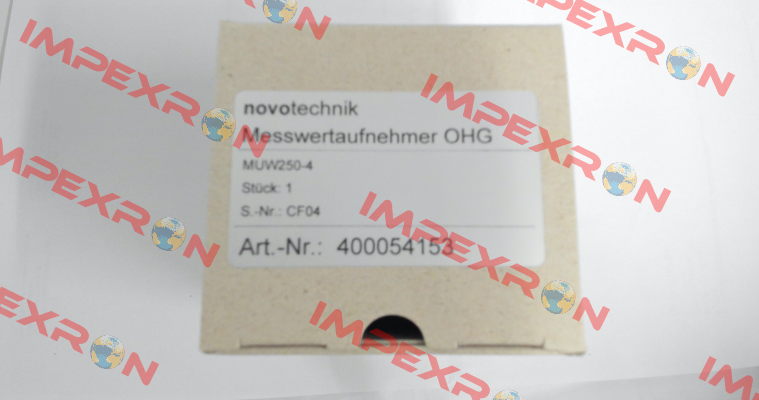 IMPEXRON
IMPEXRON
IMPEXRON
novotechnik
Messwertaufnehmer OHG
MUW250-4
Stück: 1
S.-Nr.: CF04
Art.-Nr.: 400054153
IMPEXRON
IMPEXRON
IMPEXRON
IMPEXRON
IMPEXRON